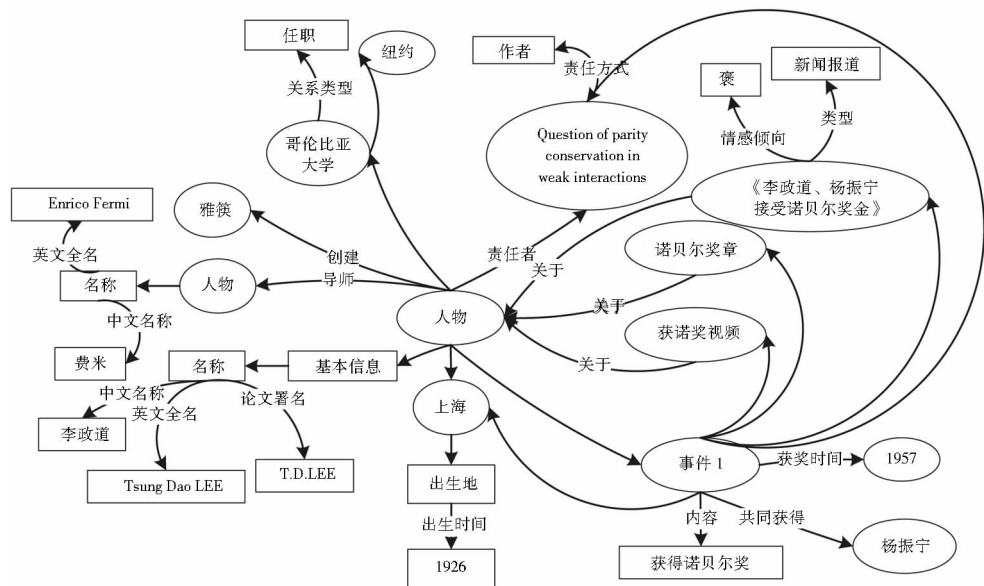 任职
纽约
关系类型
哥伦比亚
大学
作者
责任方式
Question of parity
conservation in
weak interactions
褒
新闻报道
情感倾向
类型
《李政道、杨振宁
接受诺贝尔奖金》
Enrico Fermi
英文全名
名称
人物
雅筷
创建
导师
责任者
关于
诺贝尔奖章
关于
人物
获诺奖视频
关于
中文名称
费米
名称
基本信息
中文名称
英文全名
论文署名
李政道
Tsung Dao LEE
T.D.LEE
上海
出生地
出生时间
1926
事件 1
获奖时间
1957
内容
共同获得
获得诺贝尔奖
杨振宁